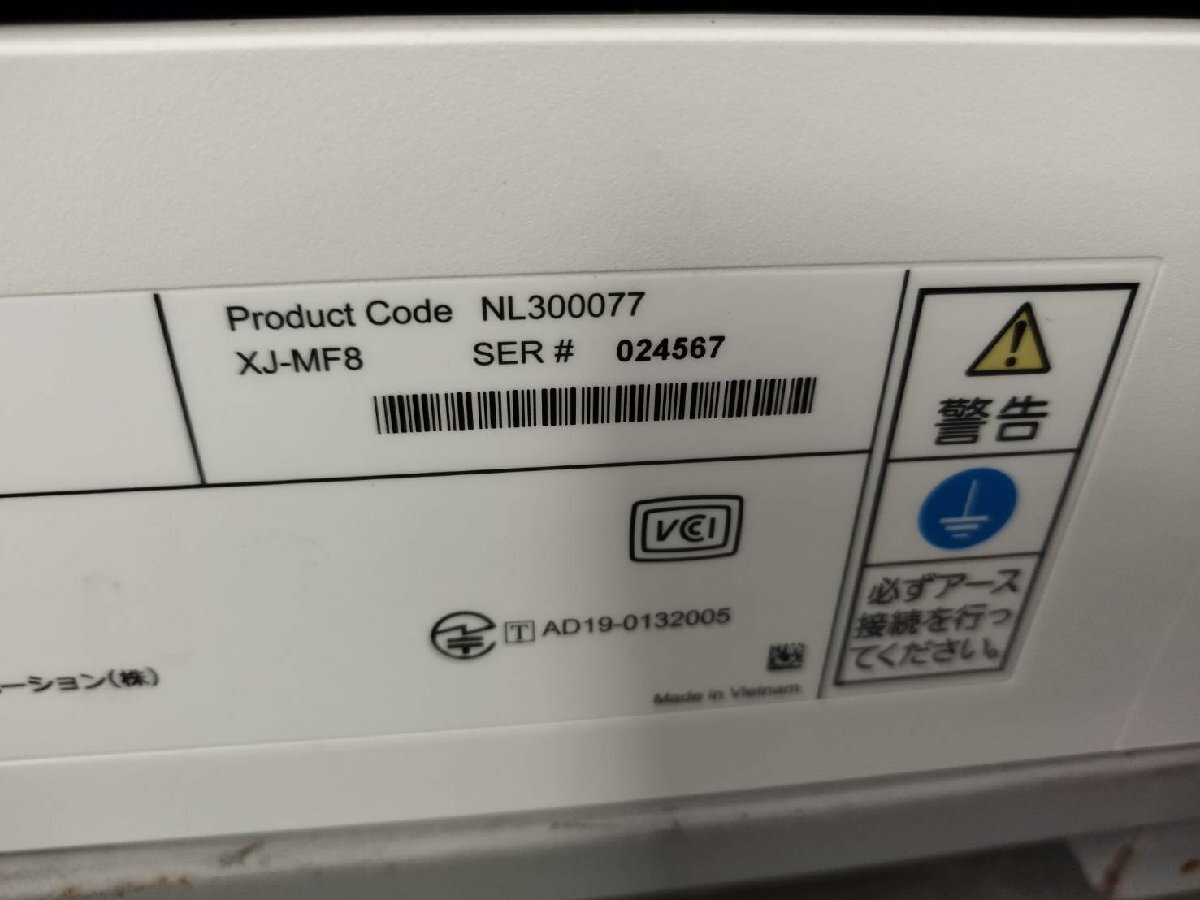 Product Code NL300077
XJ-MF8 SER # 024567
VCCI
T AD19-0132005
ーション(株)
Made in Vietnam
警告
必ずアース
接続を行っ
てください。